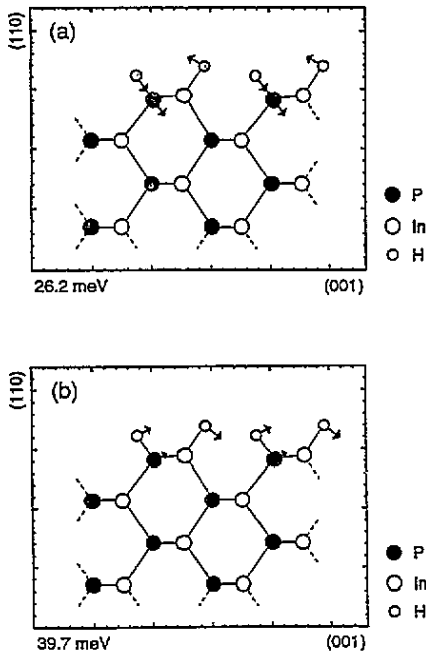 (110)
(a)
P
In
H
26.2 meV
(001)
(110)
(b)
P
In
H
39.7 meV
(001)